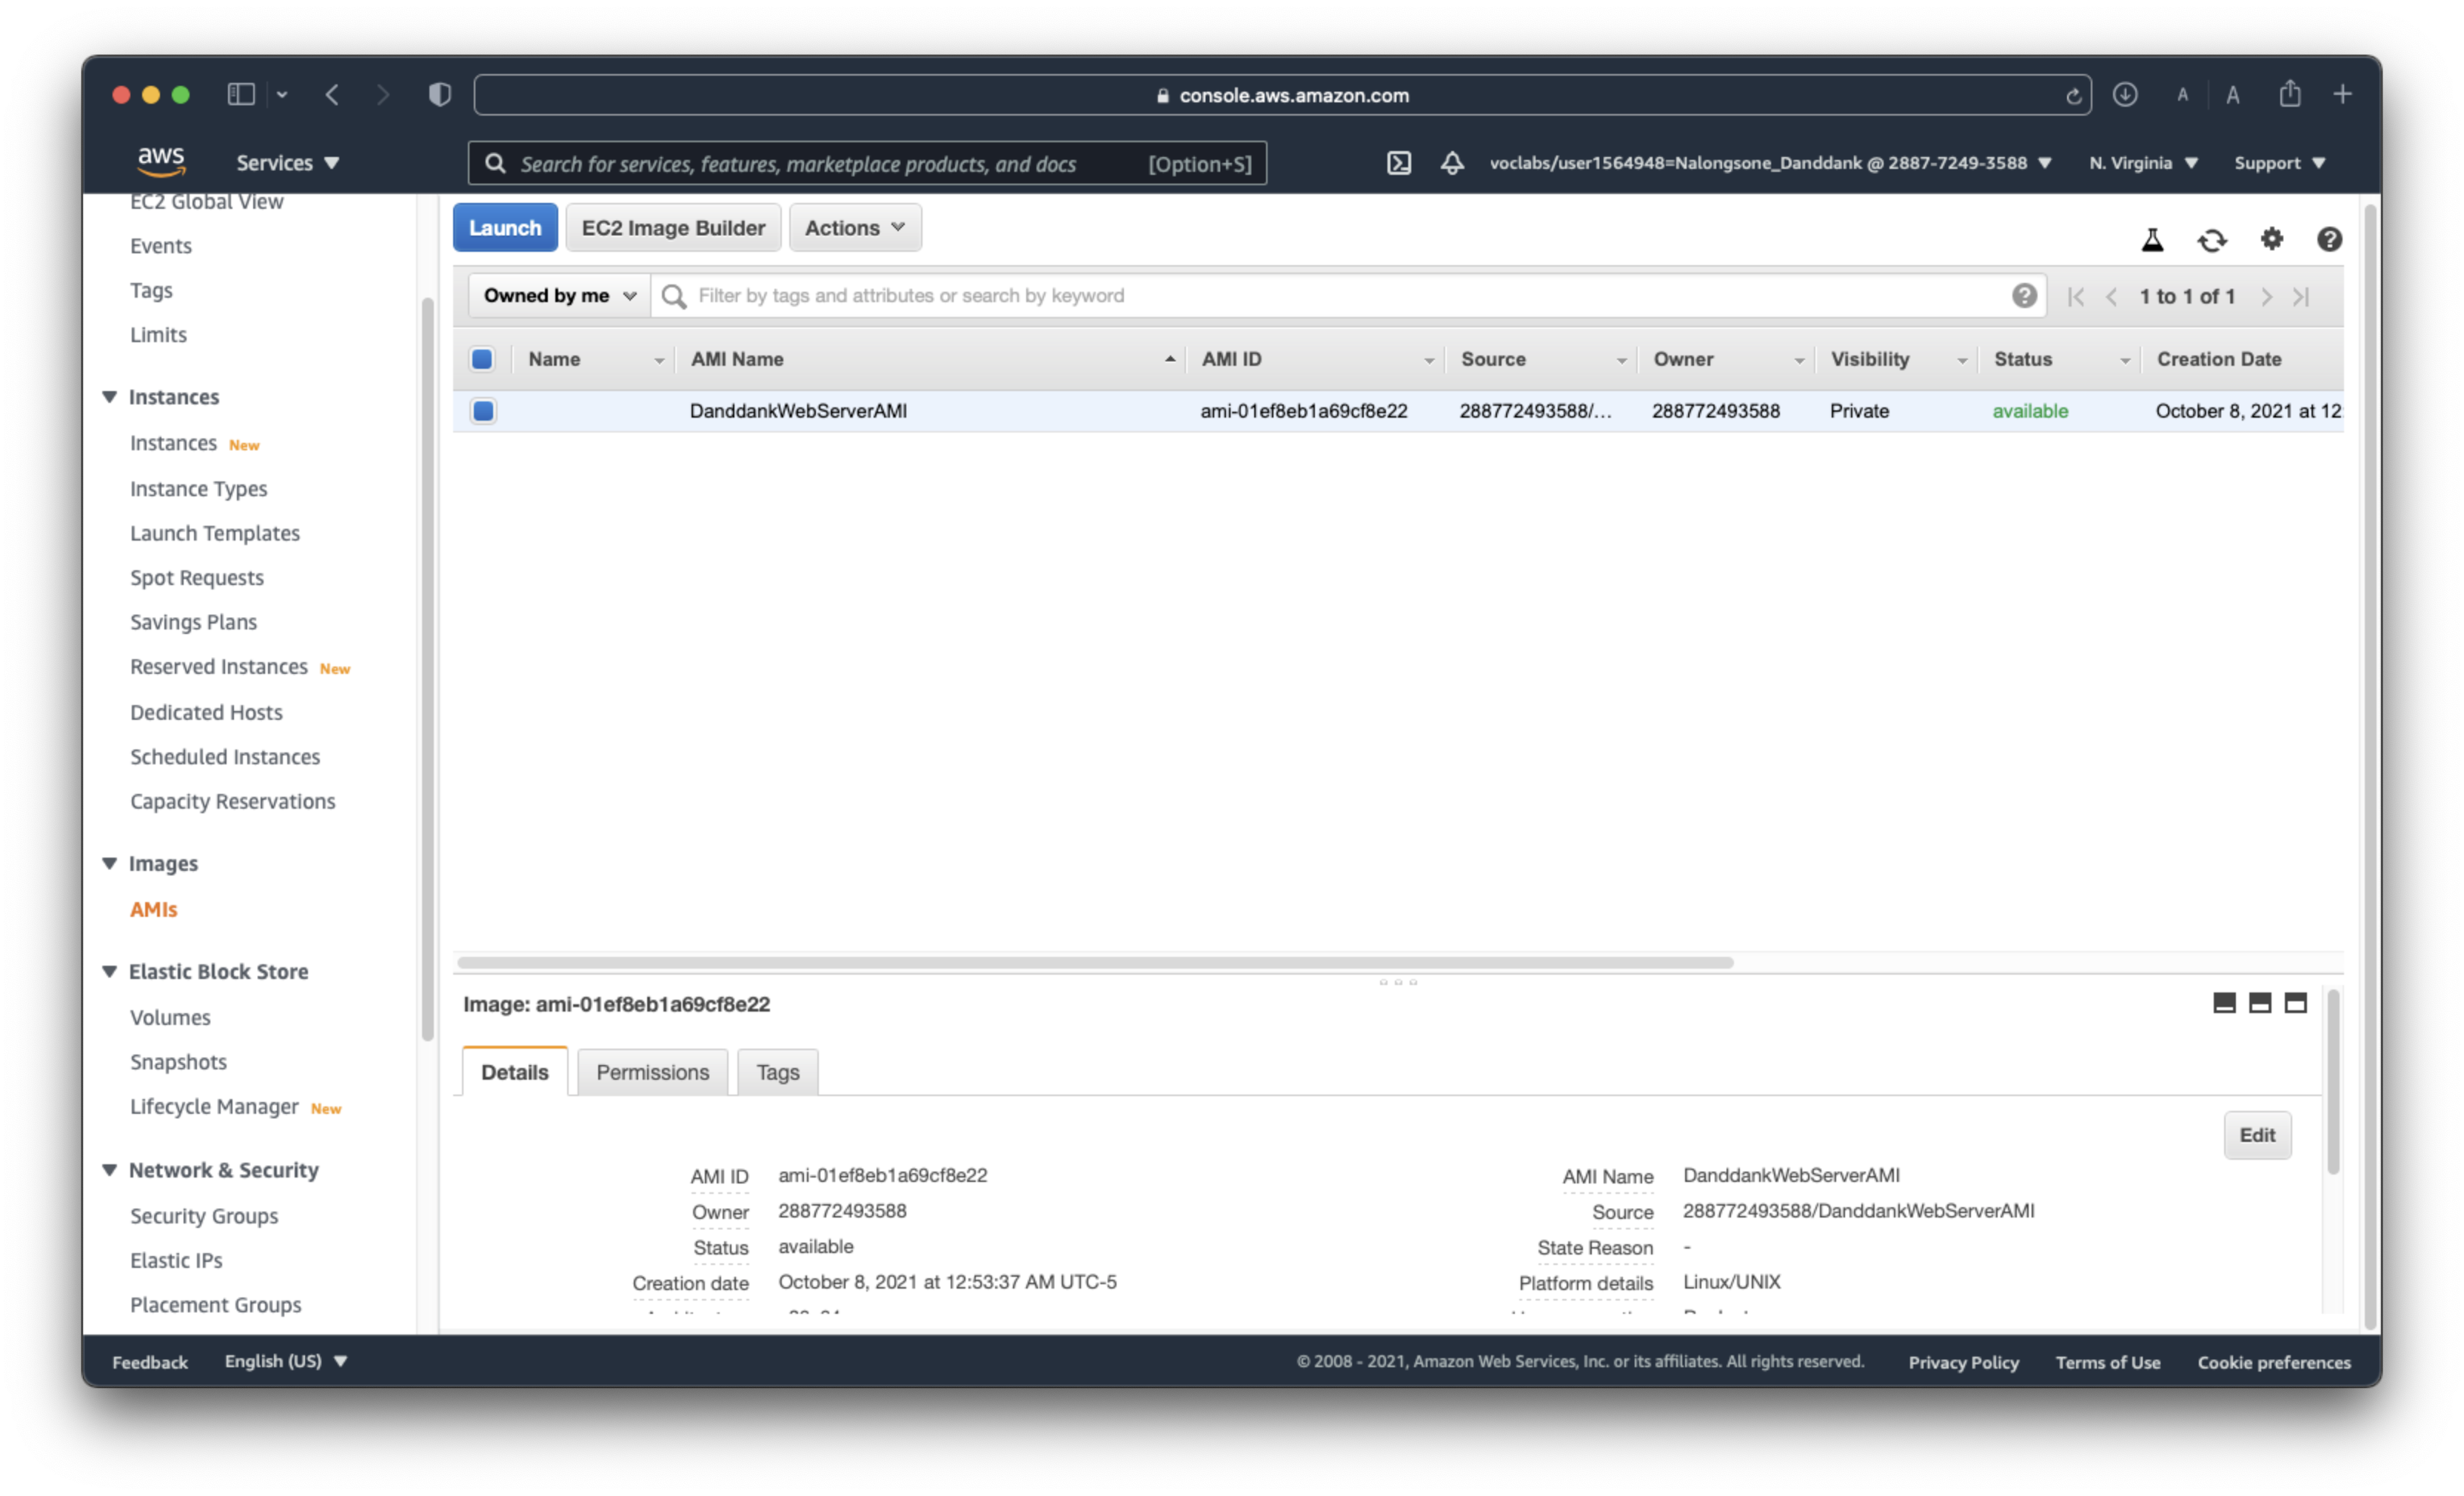 console.aws.amazon.com
A A
aws Services Search for services, features, marketplace products, and docs [Option+S] voclabs/user1564948=Nalongsone_Danddank @ 2887-7249-3588 N. Virginia Support
EC2 Global View
Events
Tags
Limits
Instances
Instances New
Instance Types
Launch Templates
Spot Requests
Savings Plans
Reserved Instances New
Dedicated Hosts
Scheduled Instances
Capacity Reservations
Images
AMIs
Elastic Block Store
Volumes
Snapshots
Lifecycle Manager New
Network & Security
Security Groups
Elastic IPs
Placement Groups
Launch EC2 Image Builder Actions
Owned by me Filter by tags and attributes or search by keyword 1 to 1 of 1
Name AMI Name AMI ID Source Owner Visibility Status Creation Date
DanddankWebServerAMI ami-01ef8eb1a69cf8e22 288772493588/... 288772493588 Private available October 8, 2021 at 12
Image: ami-01ef8eb1a69cf8e22
Details Permissions Tags
Edit
AMI ID ami-01ef8eb1a69cf8e22 AMI Name DanddankWebServerAMI
Owner 288772493588 Source 288772493588/DanddankWebServerAMI
Status available State Reason -
Creation date October 8, 2021 at 12:53:37 AM UTC-5 Platform details Linux/UNIX
Feedback English (US) © 2008 - 2021, Amazon Web Services, Inc. or its affiliates. All rights reserved. Privacy Policy Terms of Use Cookie preferences